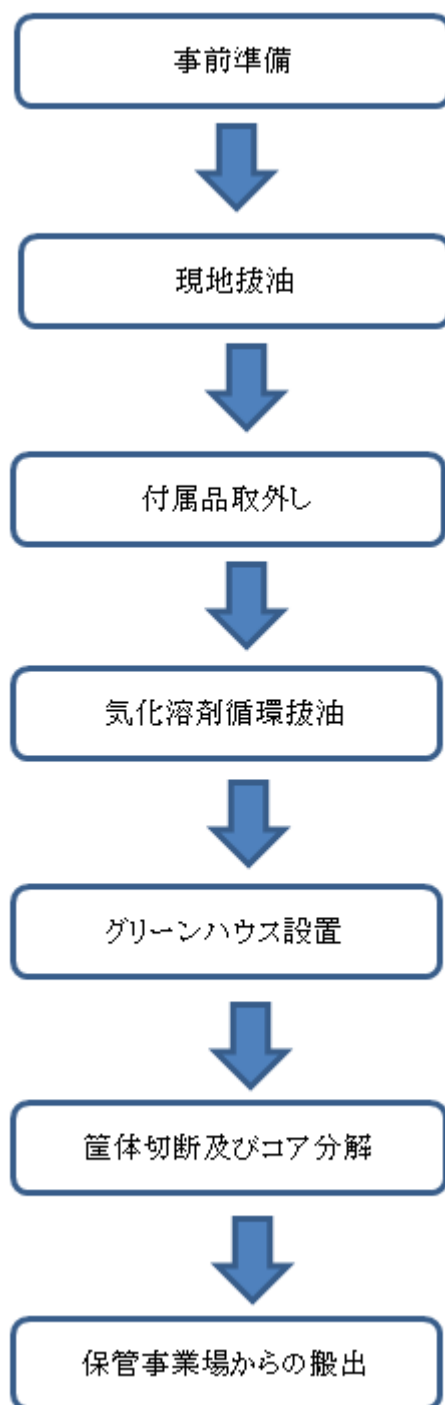 事前準備
現地抜油
付属品取外し
気化溶剤循環抜油
グリーンハウス設置
筐体切断及びコア分解
保管事業場からの搬出